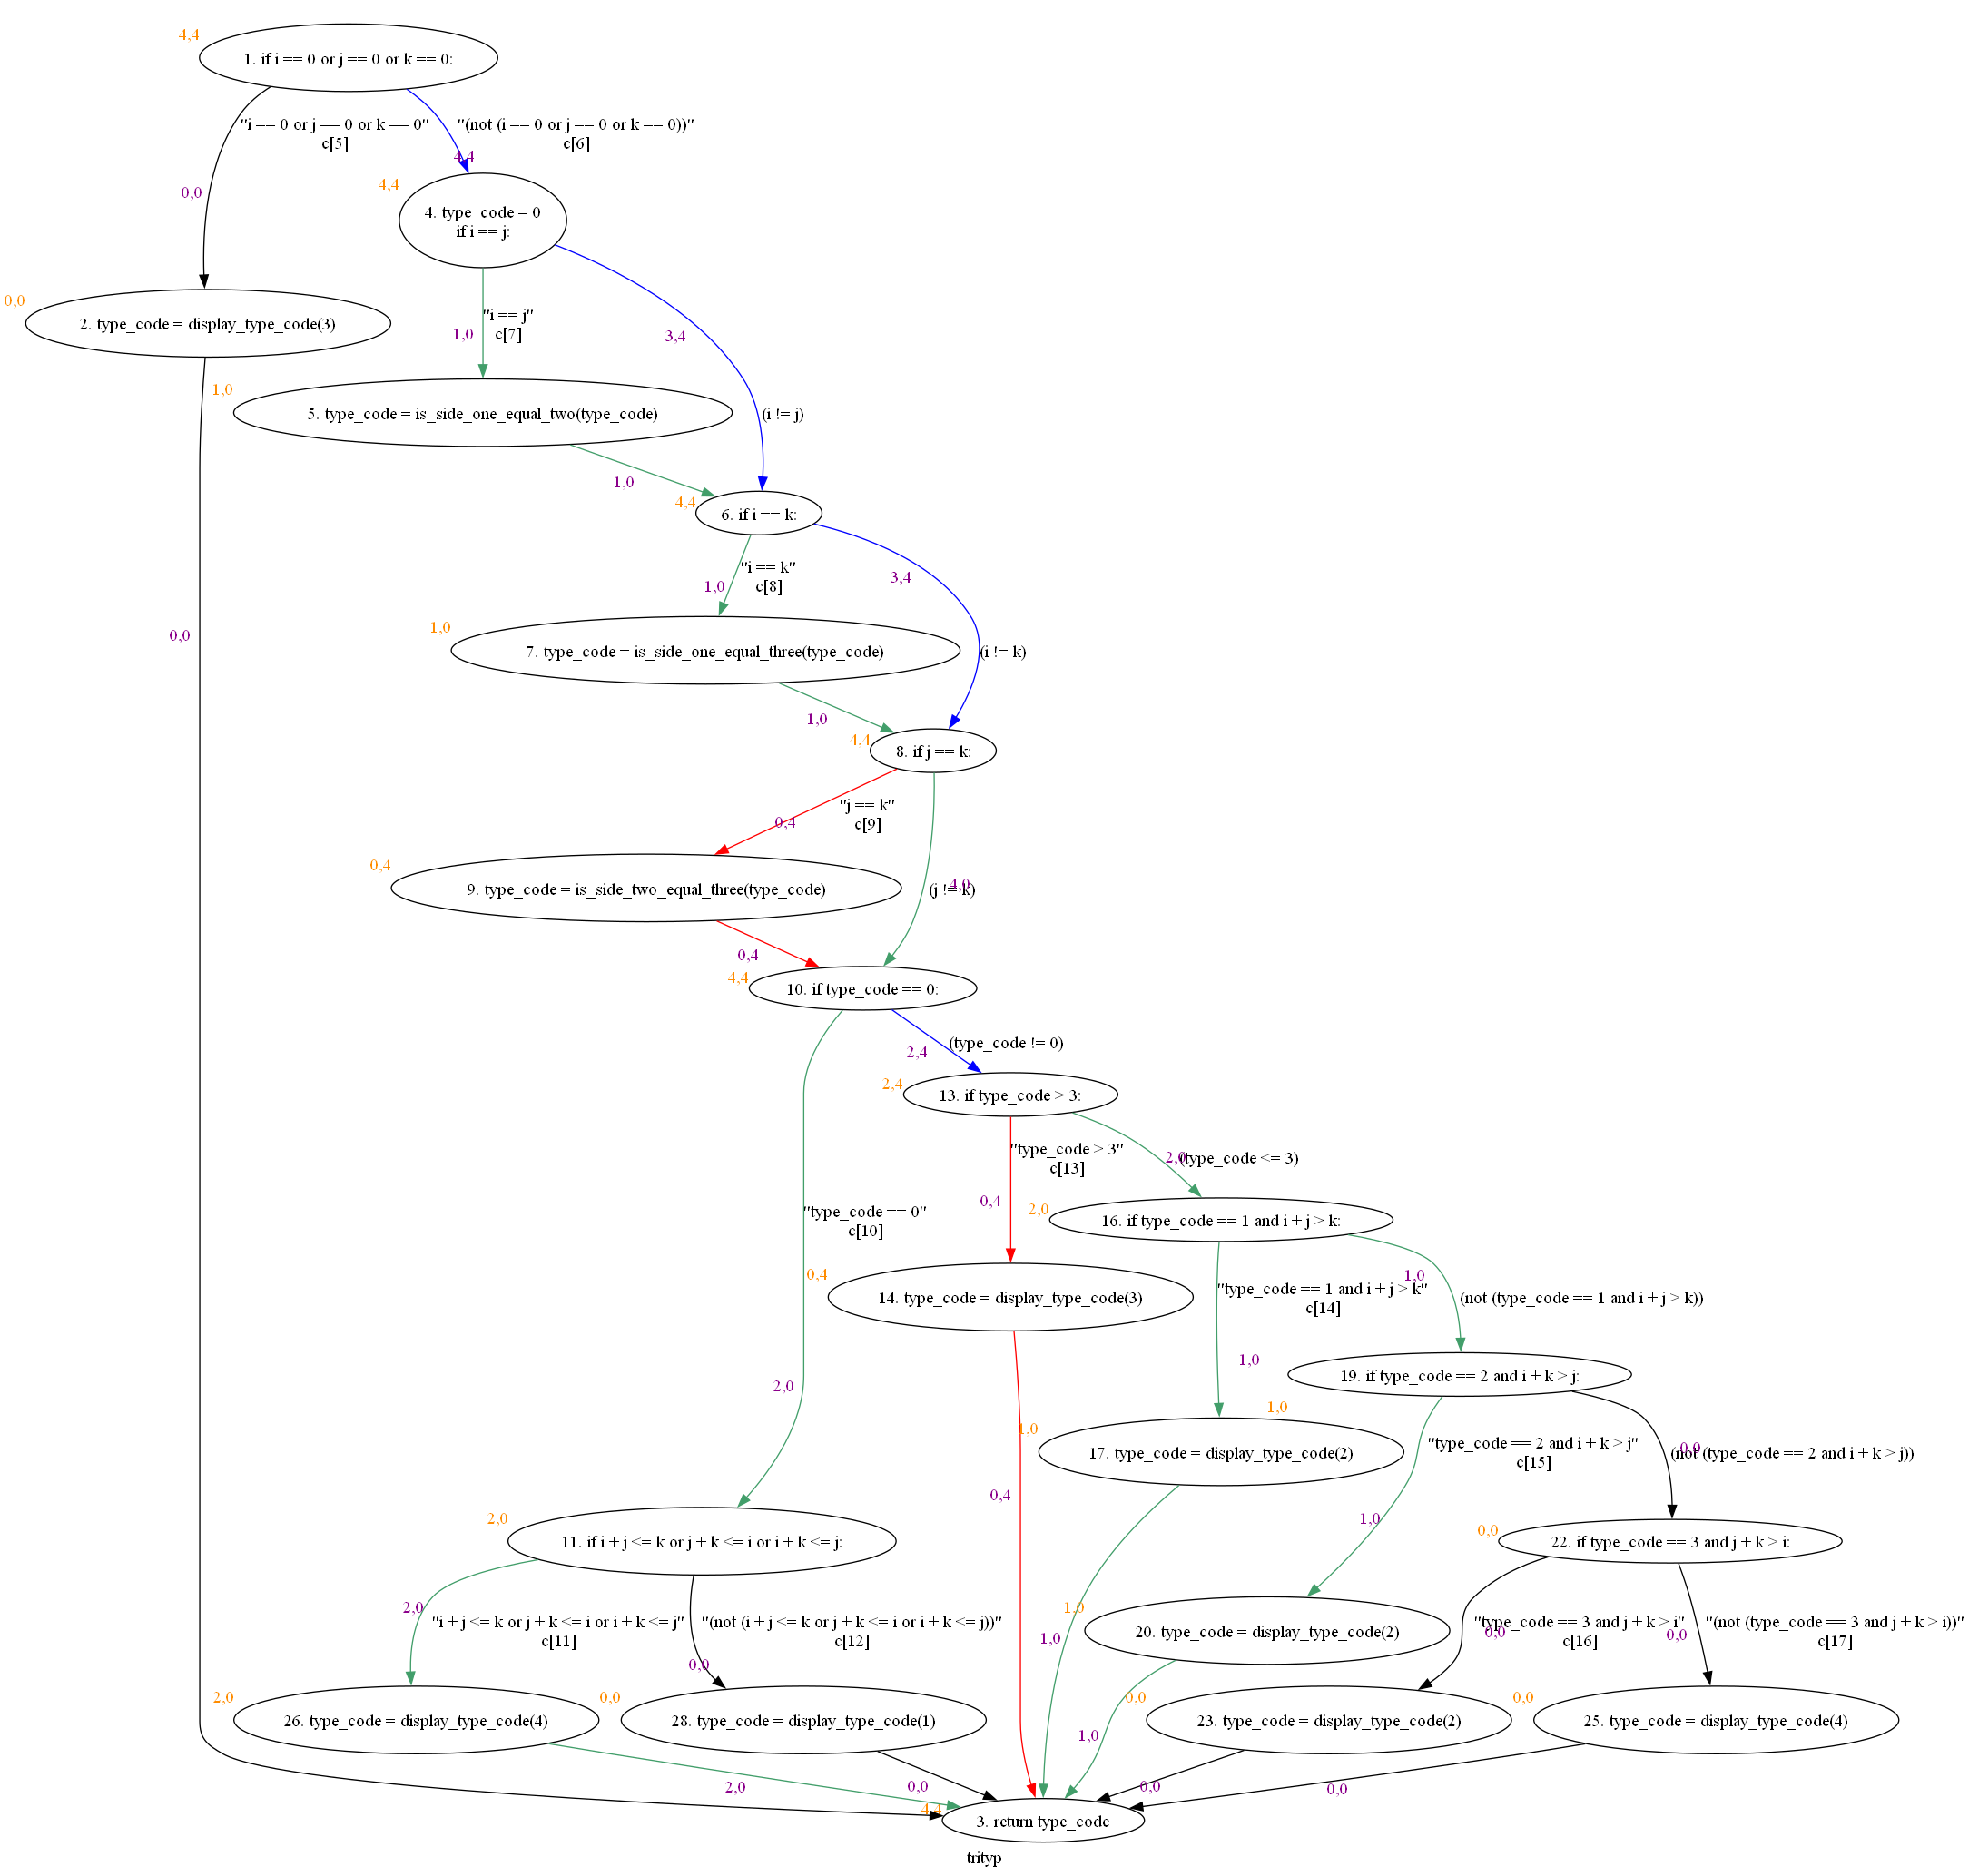 4,4
1. if i == 0 or j == 0 or k == 0:
"i == 0 or j == 0 or k == 0"
c[5]
"(not (i == 0 or j == 0 or k == 0))"
c[6]
4,4
0,0
4,4
4. type_code = 0
if i == j:
0,0
2. type_code = display_type_code(3)
"i == j"
c[7]
1,0
3,4
(i != j)
1,0
5. type_code = is_side_one_equal_two(type_code)
1,0
4,4
6. if i == k:
"i == k"
c[8]
1,0
3,4
(i != k)
0,0
1,0
7. type_code = is_side_one_equal_three(type_code)
1,0
4,4
8. if j == k:
"j == k"
c[9]
0,4
4,0
(j != k)
0,4
9. type_code = is_side_two_equal_three(type_code)
0,4
4,4
10. if type_code == 0:
2,4
(type_code != 0)
2,4
13. if type_code > 3:
"type_code > 3"
c[13]
2,0
(type_code <= 3)
0,4
"type_code == 0"
c[10]
2,0
16. if type_code == 1 and i + j > k:
0,4
14. type_code = display_type_code(3)
"type_code == 1 and i + j > k"
c[14]
1,0
(not (type_code == 1 and i + j > k))
1,0
2,0
1,0
19. if type_code == 2 and i + k > j:
1,0
17. type_code = display_type_code(2)
"type_code == 2 and i + k > j"
c[15]
0,0
(not (type_code == 2 and i + k > j))
0,4
1,0
2,0
11. if i + j <= k or j + k <= i or i + k <= j:
0,0
22. if type_code == 3 and j + k > i:
2,0
"i + j <= k or j + k <= i or i + k <= j"
c[11]
"(not (i + j <= k or j + k <= i or i + k <= j))"
c[12]
0,0
1,0
1,0
20. type_code = display_type_code(2)
"type_code == 3 and j + k > i"
c[16]
0,0
"(not (type_code == 3 and j + k > i))"
c[17]
0,0
2,0
26. type_code = display_type_code(4)
0,0
28. type_code = display_type_code(1)
0,0
23. type_code = display_type_code(2)
0,0
25. type_code = display_type_code(4)
1,0
2,0
0,0
0,0
0,0
4,4
3. return type_code
trityp